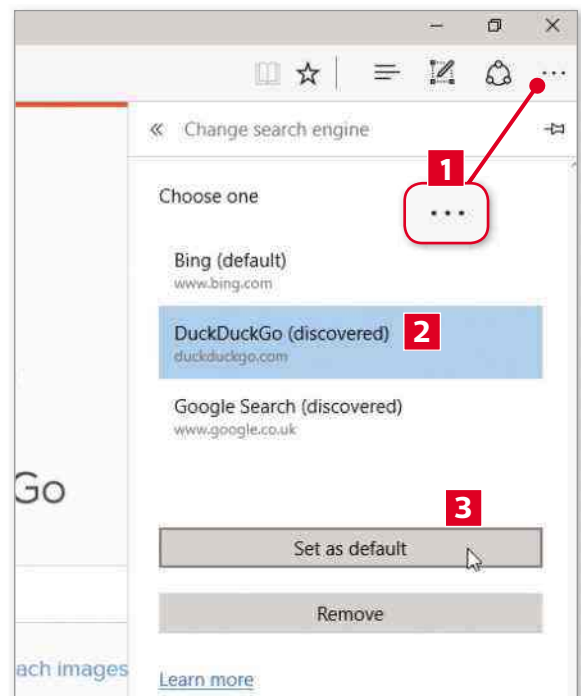 « Change search engine
1
Choose one
...
Bing (default)
www.bing.com
DuckDuckGo (discovered)
2
duckduckgo.com
Google Search (discovered)
www.google.co.uk
Go
3
Set as default
Remove
ach images
Learn more